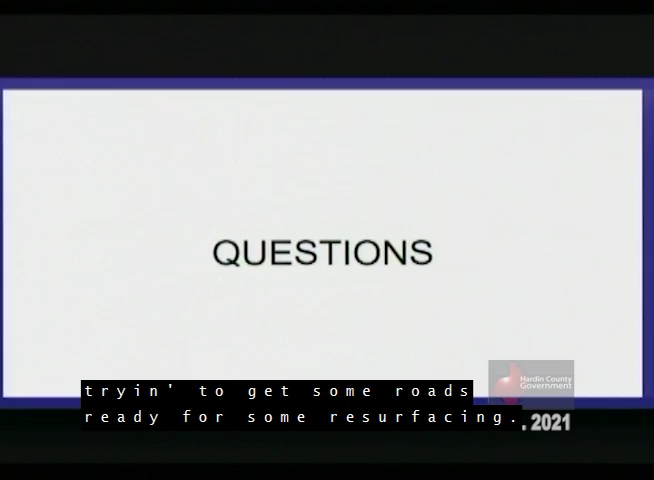 QUESTIONS
Hardin County
Government
tryin' to get some roads
ready for some resurfacing.
. 2021